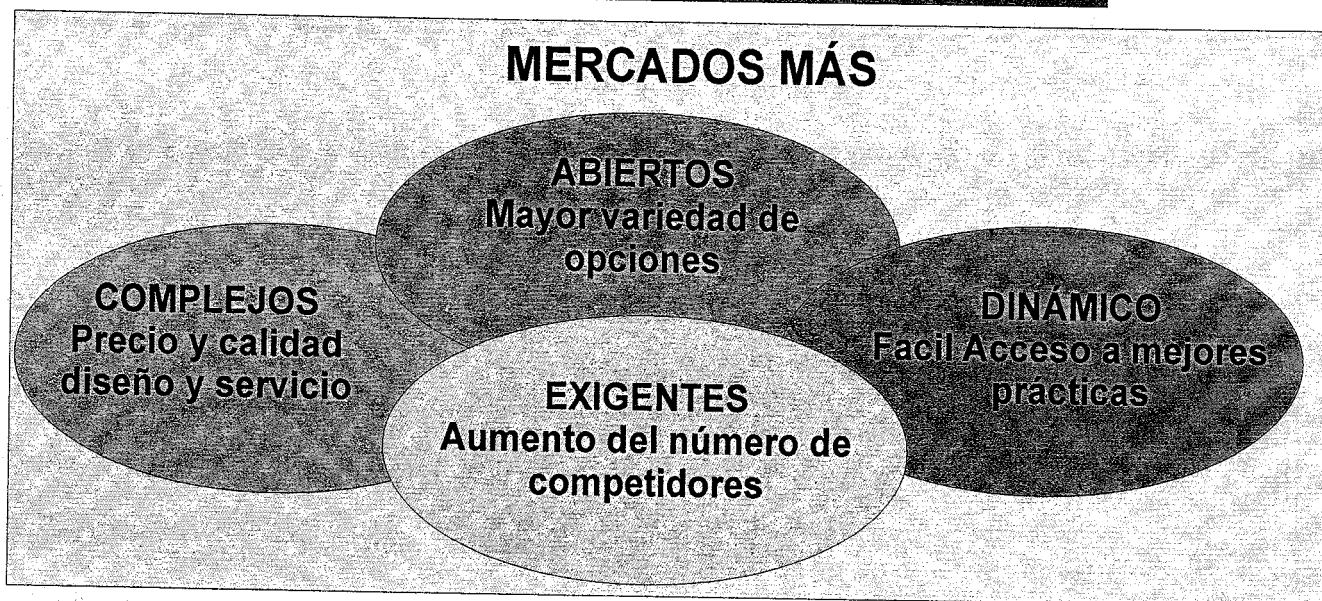 MERCADOS MÁS
ABIERTOS
Mayor variedad de
opciones
COMPLEJOS
Precio y calidad
diseño y servicio
DINÁMICO
Facil Acceso a mejores
prácticas
EXIGENTES
Aumento del número de
competidores